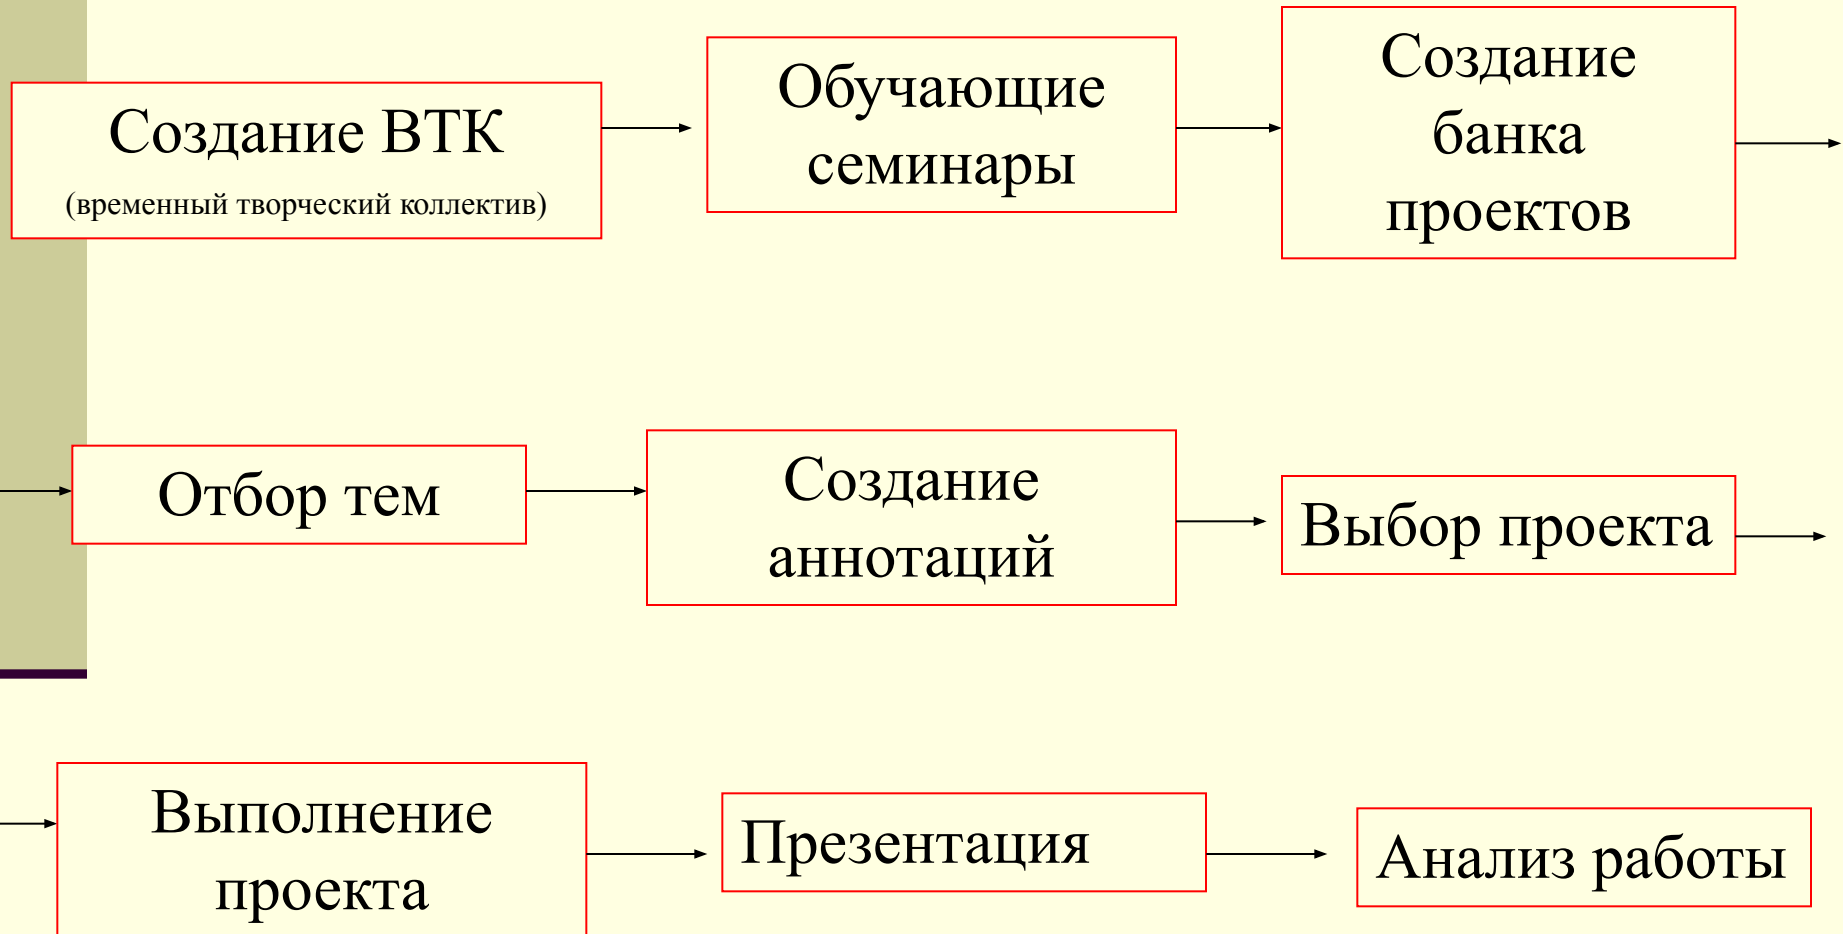 Создание ВТК
(временный творческий коллектив)
Обучающие
семинары
Создание
банка
проектов
Отбор тем
Создание
аннотаций
Выбор проекта
Выполнение
проекта
Презентация
Анализ работы